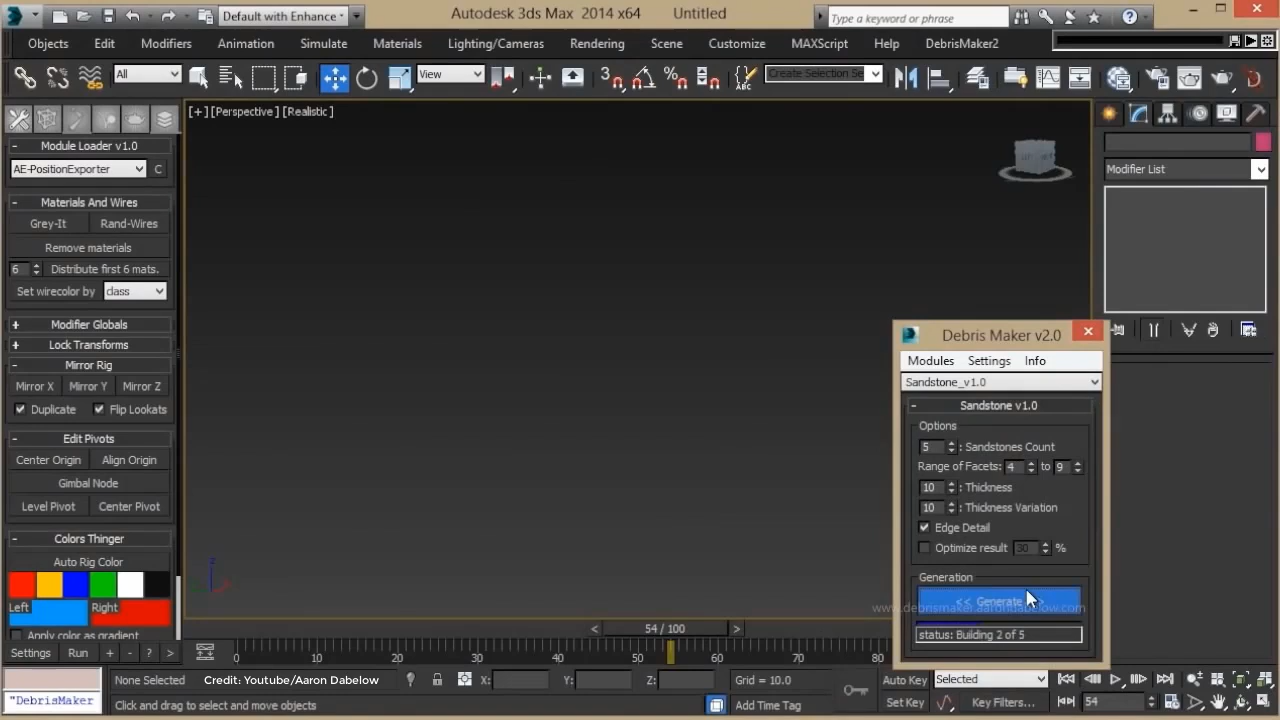 Autodesk 3ds Max 2014 x64 Untitled
Default with Enhance
Type a keyword or phrase
Objects Edit Modifiers Animation Simulate Materials Lighting/Cameras Rendering Scene Customize MAXScript Help DebrisMaker2
All
View
Create Selection Se
[+] [Perspective] [Realistic]
- Module Loader v1.0
AE-PositionExporter C
- Materials And Wires
Grey-It Rand-Wires
Remove materials
6 Distribute first 6 mats.
Set wirecolor by class
+ Modifier Globals
+ Lock Transforms
- Mirror Rig
Mirror X Mirror Y Mirror Z
Duplicate Flip Lookats
- Edit Pivots
Center Origin Align Origin
Gimbal Node
Level Pivot Center Pivot
- Colors Thinger
Auto Rig Color
Left Right
Apply color as gradient
Settings Run + - ? >
Modifier List
Debris Maker v2.0
Modules Settings Info
Sandstone_v1.0
- Sandstone v1.0
Options
5 : Sandstones Count
Range of Facets: 4 to 9
10 : Thickness
10 : Thickness Variation
Edge Detail
Optimize result 30 %
Generation
<< Generate
www.debrismaker.aarondabelow.com
status: Building 2 of 5
< 54 / 100 >
0 10 20 30 40 50 60 70 80
None Selected Credit: Youtube/Aaron Dabelow X: Y: Z: Grid = 10.0 Auto Key Selected
"DebrisMaker Click and drag to select and move objects Add Time Tag Set Key Key Filters... 54